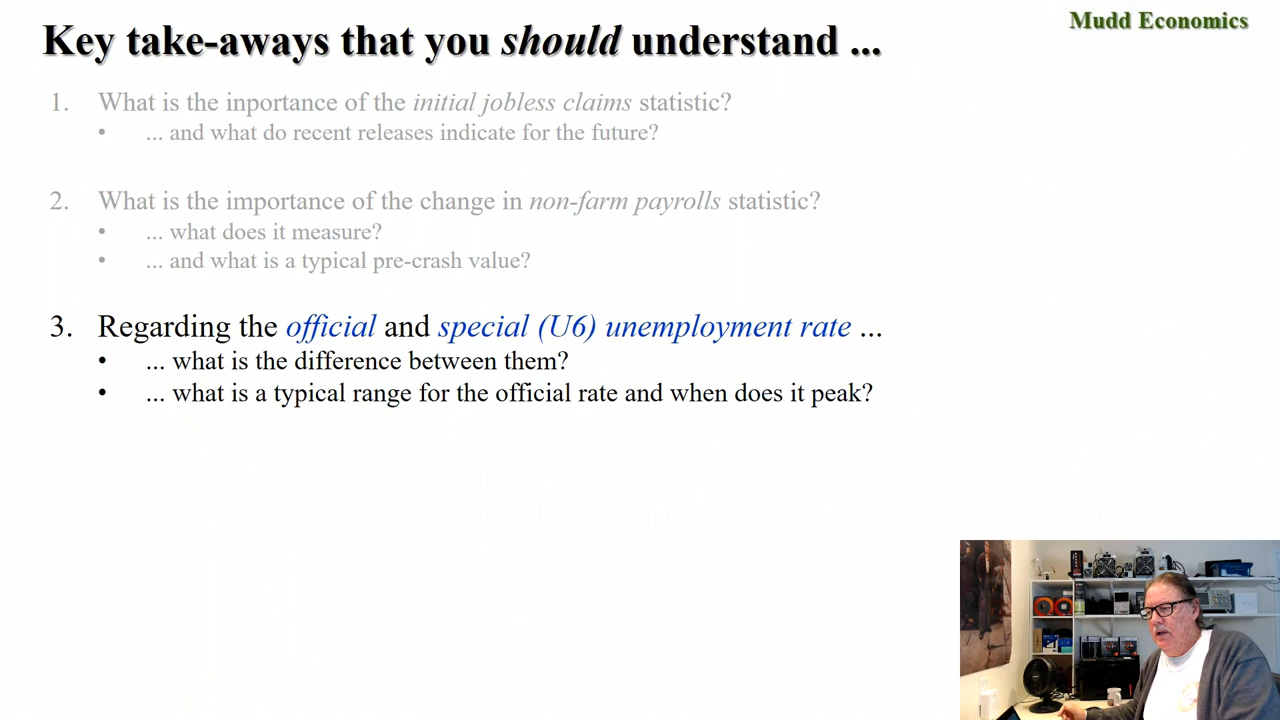 Key take-aways that you should understand ...
Mudd Economics
1. What is the inportance of the initial jobless claims statistic?
• ... and what do recent releases indicate for the future?
2. What is the importance of the change in non-farm payrolls statistic?
• ... what does it measure?
• ... and what is a typical pre-crash value?
3. Regarding the official and special (U6) unemployment rate ...
• ... what is the difference between them?
• ... what is a typical range for the official rate and when does it peak?